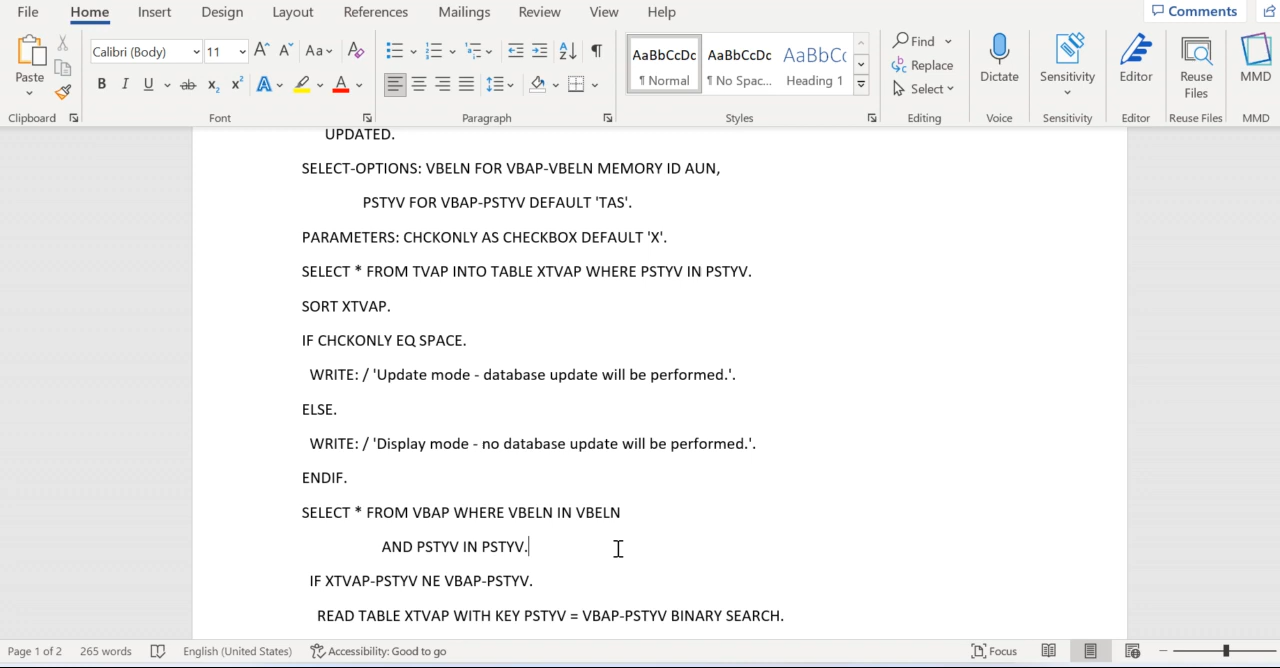 File Home Insert Design Layout References Mailings Review View Help Comments
Paste
Clipboard
Calibri (Body) 11 Aa
B I U ab x₂ x² A A
Font
Paragraph
AaBbCcDc AaBbCcDc AaBbCc
¶ Normal ¶ No Spac... Heading 1
Styles
Find
Replace
Select
Editing
Dictate
Voice
Sensitivity
Sensitivity
Editor
Editor
Reuse
Files
Reuse Files
MMD
MMD
UPDATED.
SELECT-OPTIONS: VBELN FOR VBAP-VBELN MEMORY ID AUN,
PSTYV FOR VBAP-PSTYV DEFAULT 'TAS'.
PARAMETERS: CHCKONLY AS CHECKBOX DEFAULT 'X'.
SELECT * FROM TVAP INTO TABLE XTVAP WHERE PSTYV IN PSTYV.
SORT XTVAP.
IF CHCKONLY EQ SPACE.
WRITE: / 'Update mode - database update will be performed.'.
ELSE.
WRITE: / 'Display mode - no database update will be performed.'.
ENDIF.
SELECT * FROM VBAP WHERE VBELN IN VBELN
AND PSTYV IN PSTYV.
IF XTVAP-PSTYV NE VBAP-PSTYV.
READ TABLE XTVAP WITH KEY PSTYV = VBAP-PSTYV BINARY SEARCH.
Page 1 of 2 265 words English (United States) Accessibility: Good to go Focus